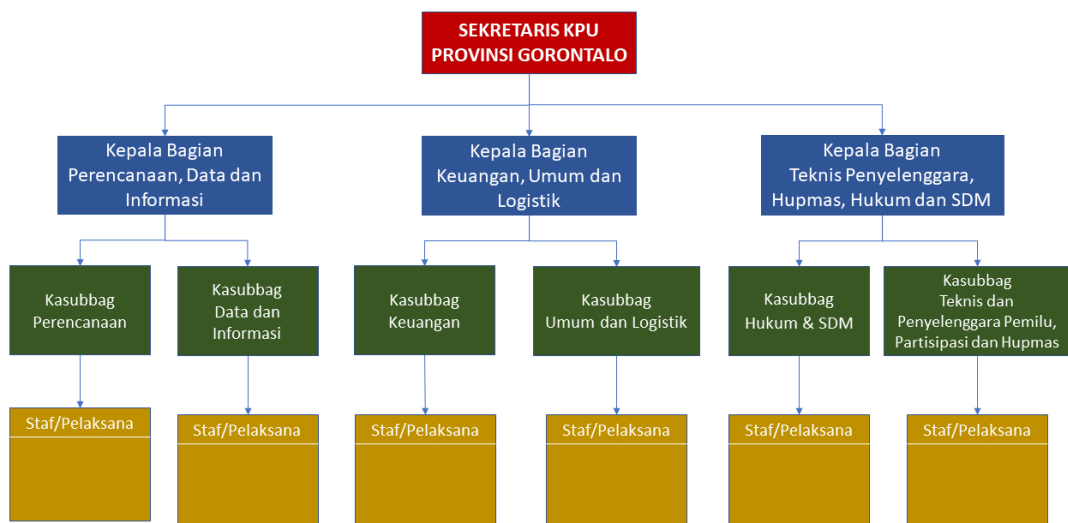 SEKRETARIS KPU
PROVINSI GORONTALO
Kepala Bagian
Perencanaan, Data dan
Informasi
Kepala Bagian
Keuangan, Umum dan
Logistik
Kepala Bagian
Teknis Penyelenggara,
Hupmas, Hukum dan SDM
Kasubbag
Perencanaan
Kasubbag
Data dan
Informasi
Kasubbag
Keuangan
Kasubbag
Umum dan Logistik
Kasubbag
Hukum & SDM
Kasubbag
Teknis dan
Penyelenggara Pemilu,
Partisipasi dan Hupmas
Staf/Pelaksana
Staf/Pelaksana
Staf/Pelaksana
Staf/Pelaksana
Staf/Pelaksana
Staf/Pelaksana